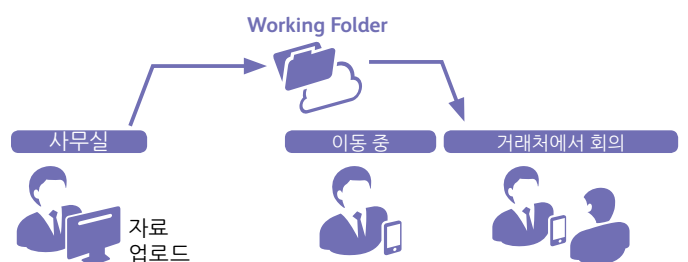 Working Folder
사무실
이동 중
거래처에서 회의
자료
업로드